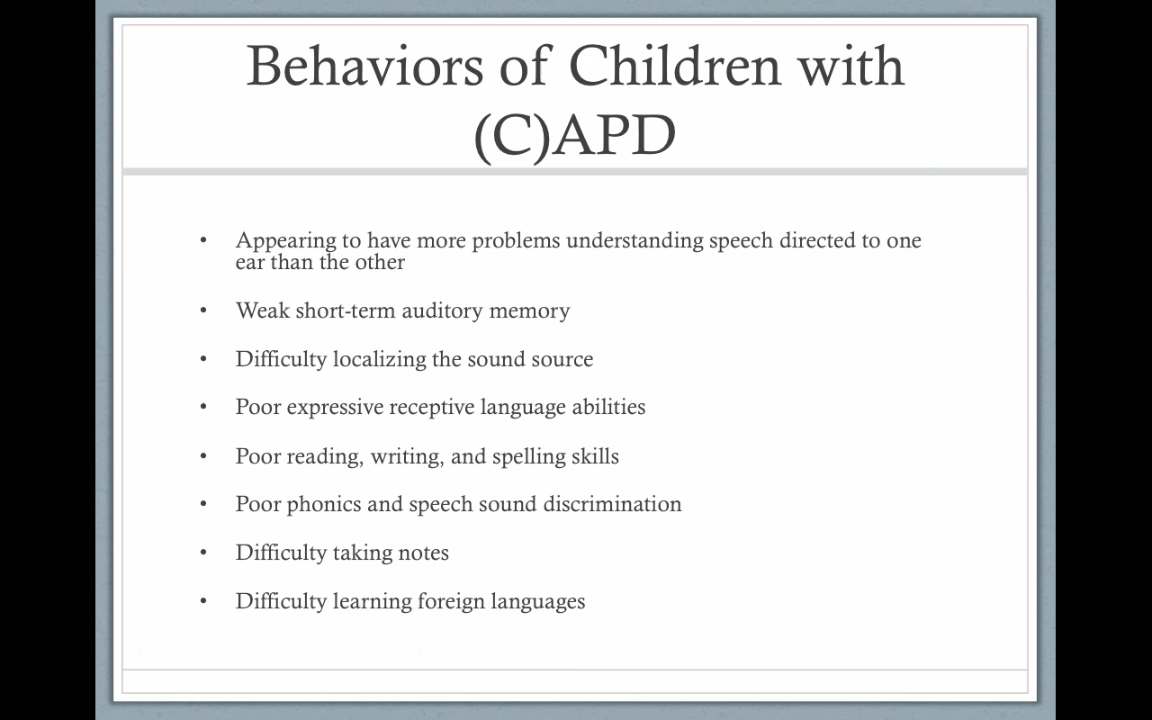 Behaviors of Children with
(C)APD
• Appearing to have more problems understanding speech directed to one
ear than the other
• Weak short-term auditory memory
• Difficulty localizing the sound source
• Poor expressive receptive language abilities
• Poor reading, writing, and spelling skills
• Poor phonics and speech sound discrimination
• Difficulty taking notes
• Difficulty learning foreign languages